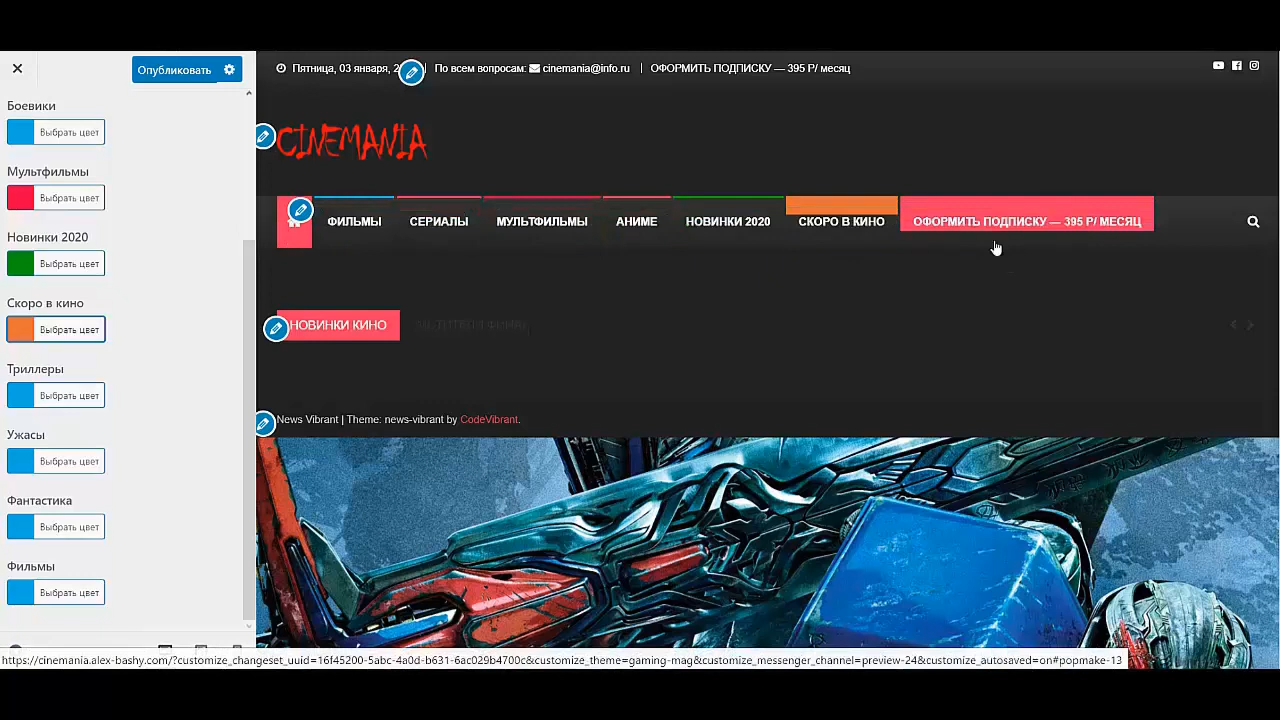 Опубликовать
Боевики
Выбрать цвет
Мультфильмы
Выбрать цвет
Новинки 2020
Выбрать цвет
Скоро в кино
Выбрать цвет
Триллеры
Выбрать цвет
Ужасы
Выбрать цвет
Фантастика
Выбрать цвет
Фильмы
Выбрать цвет
Пятница, 03 января, 2 | По всем вопросам: cinemania@info.ru | ОФОРМИТЬ ПОДПИСКУ — 395 Р/ месяц
CINEMANIA
ФИЛЬМЫ СЕРИАЛЫ МУЛЬТФИЛЬМЫ АНИМЕ НОВИНКИ 2020 СКОРО В КИНО ОФОРМИТЬ ПОДПИСКУ — 395 Р/ МЕСЯЦ
НОВИНКИ КИНО
News Vibrant | Theme: news-vibrant by CodeVibrant.
https://cinemania.alex-bashy.com/?customize_changeset_uuid=16f45200-5abc-4a0d-b631-6ac029b4700c&customize_theme=gaming-mag&customize_messenger_channel=preview-24&customize_autosaved=on#popmake-13